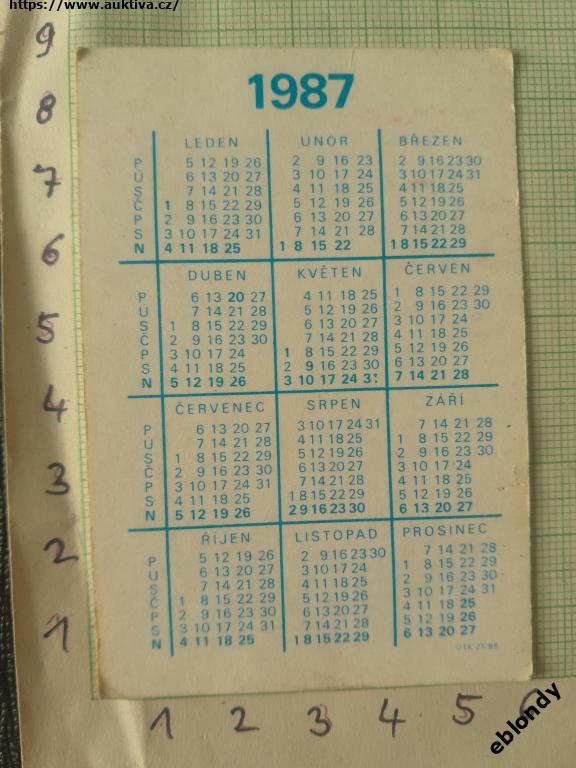 https://www.auktiva.cz/
9
8
7
6
5
4
3
2
1
1987
LEDEN ÚNOR BŘEZEN
P 5 12 19 26 2 9 16 23 2 9 16 23 30
Ú 6 13 20 27 3 10 17 24 3 10 17 24 31
S 7 14 21 28 4 11 18 25 4 11 18 25
Č 1 8 15 22 29 5 12 19 26 5 12 19 26
P 2 9 16 23 30 6 13 20 27 6 13 20 27
S 3 10 17 24 31 7 14 21 28 7 14 21 28
N 4 11 18 25 1 8 15 22 1 8 15 22 29
DUBEN KVĚTEN ČERVEN
P 6 13 20 27 4 11 18 25 1 8 15 22 29
Ú 7 14 21 28 5 12 19 26 2 9 16 23 30
S 1 8 15 22 29 6 13 20 27 3 10 17 24
Č 2 9 16 23 30 7 14 21 28 4 11 18 25
P 3 10 17 24 1 8 15 22 29 5 12 19 26
S 4 11 18 25 2 9 16 23 30 6 13 20 27
N 5 12 19 26 3 10 17 24 31 7 14 21 28
ČERVENEC SRPEN ZÁŘÍ
P 6 13 20 27 3 10 17 24 31 7 14 21 28
Ú 7 14 21 28 4 11 18 25 1 8 15 22 29
S 1 8 15 22 29 5 12 19 26 2 9 16 23 30
Č 2 9 16 23 30 6 13 20 27 3 10 17 24
P 3 10 17 24 31 7 14 21 28 4 11 18 25
S 4 11 18 25 1 8 15 22 29 5 12 19 26
N 5 12 19 26 2 9 16 23 30 6 13 20 27
ŘÍJEN LISTOPAD PROSINEC
P 5 12 19 26 2 9 16 23 30 7 14 21 28
Ú 6 13 20 27 3 10 17 24 1 8 15 22 29
S 7 14 21 28 4 11 18 25 2 9 16 23 30
Č 1 8 15 22 29 5 12 19 26 3 10 17 24 31
P 2 9 16 23 30 6 13 20 27 4 11 18 25
S 3 10 17 24 31 7 14 21 28 5 12 19 26
N 4 11 18 25 1 8 15 22 29 6 13 20 27
1 2 3 4 5 6
eblondy